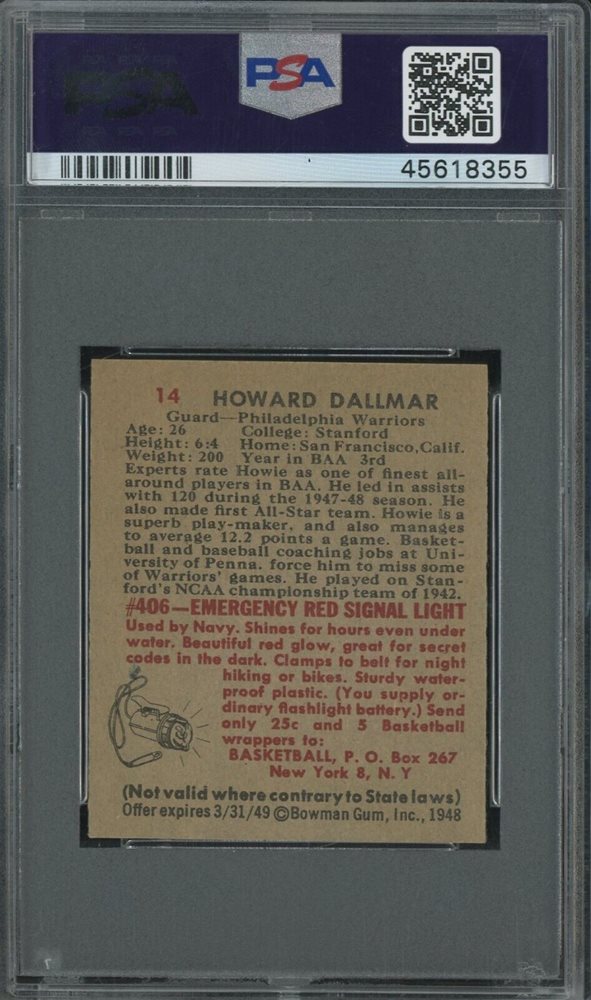 PSA
PSA
45618355
14 HOWARD DALLMAR
Guard—Philadelphia Warriors
Age: 26 College: Stanford
Height: 6:4 Home: San Francisco, Calif.
Weight: 200 Year in BAA 3rd
Experts rate Howie as one of finest all-
around players in BAA. He led in assists
with 120 during the 1947-48 season. He
also made first All-Star team. Howie is a
superb play-maker, and also manages
to average 12.2 points a game. Basket-
ball and baseball coaching jobs at Uni-
versity of Penna. force him to miss some
of Warriors' games. He played on Stan-
ford's NCAA championship team of 1942.
#406—EMERGENCY RED SIGNAL LIGHT
Used by Navy. Shines for hours even under
water. Beautiful red glow, great for secret
codes in the dark. Clamps to belt for night
hiking or bikes. Sturdy water-
proof plastic. (You supply or-
dinary flashlight battery.) Send
only 25c and 5 Basketball
wrappers to:
BASKETBALL, P. O. Box 267
New York 8, N. Y
(Not valid where contrary to State laws)
Offer expires 3/31/49 ©Bowman Gum, Inc., 1948